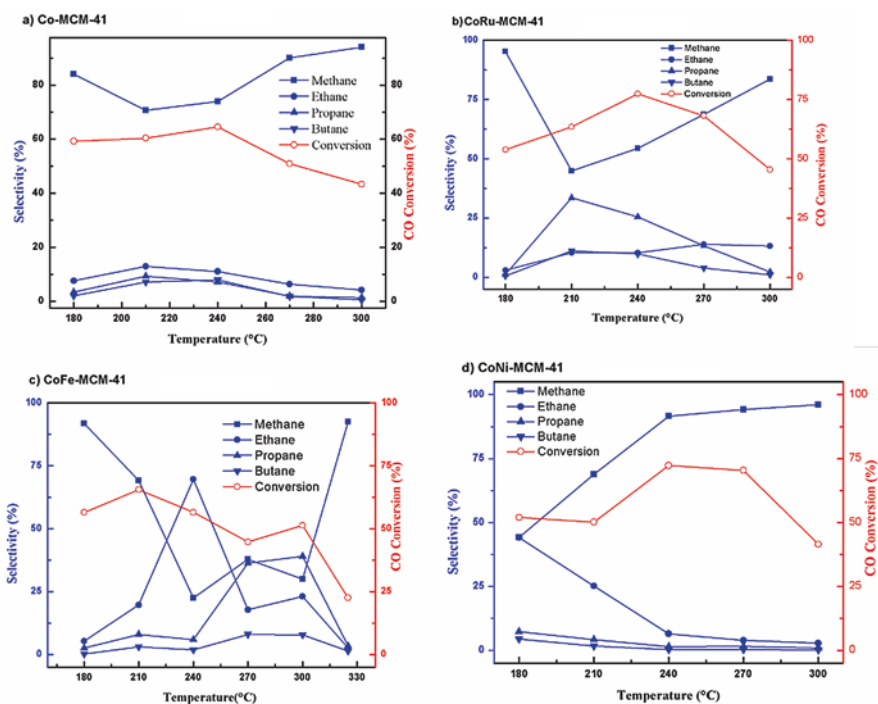 a) Co-MCM-41
80
60
40
20
0
Selectivity (%)
Methane
Ethane
Propane
Butane
Conversion
80
60
40
20
0
CO Conversion (%)
180 200 210 220 240 260 270 280 300
Temperature (°C)
b) CoRu-MCM-41
100
75
50
25
0
Selectivity (%)
Methane
Ethane
Propane
Butane
Conversion
100
75
50
25
0
CO Conversion (%)
180 210 240 270 300
Temperature (°C)
c) CoFe-MCM-41
100
75
50
25
0
Selectivity (%)
Methane
Ethane
Propane
Butane
Conversion
100
75
50
25
0
CO Conversion (%)
180 210 240 270 300 330
Temperature(°C)
d) CoNi-MCM-41
100
75
50
25
0
Selectivity (%)
Methane
Ethane
Propane
Butane
Conversion
100
75
50
25
0
CO Conversion (%)
180 210 240 270 300
Temperature (°C)